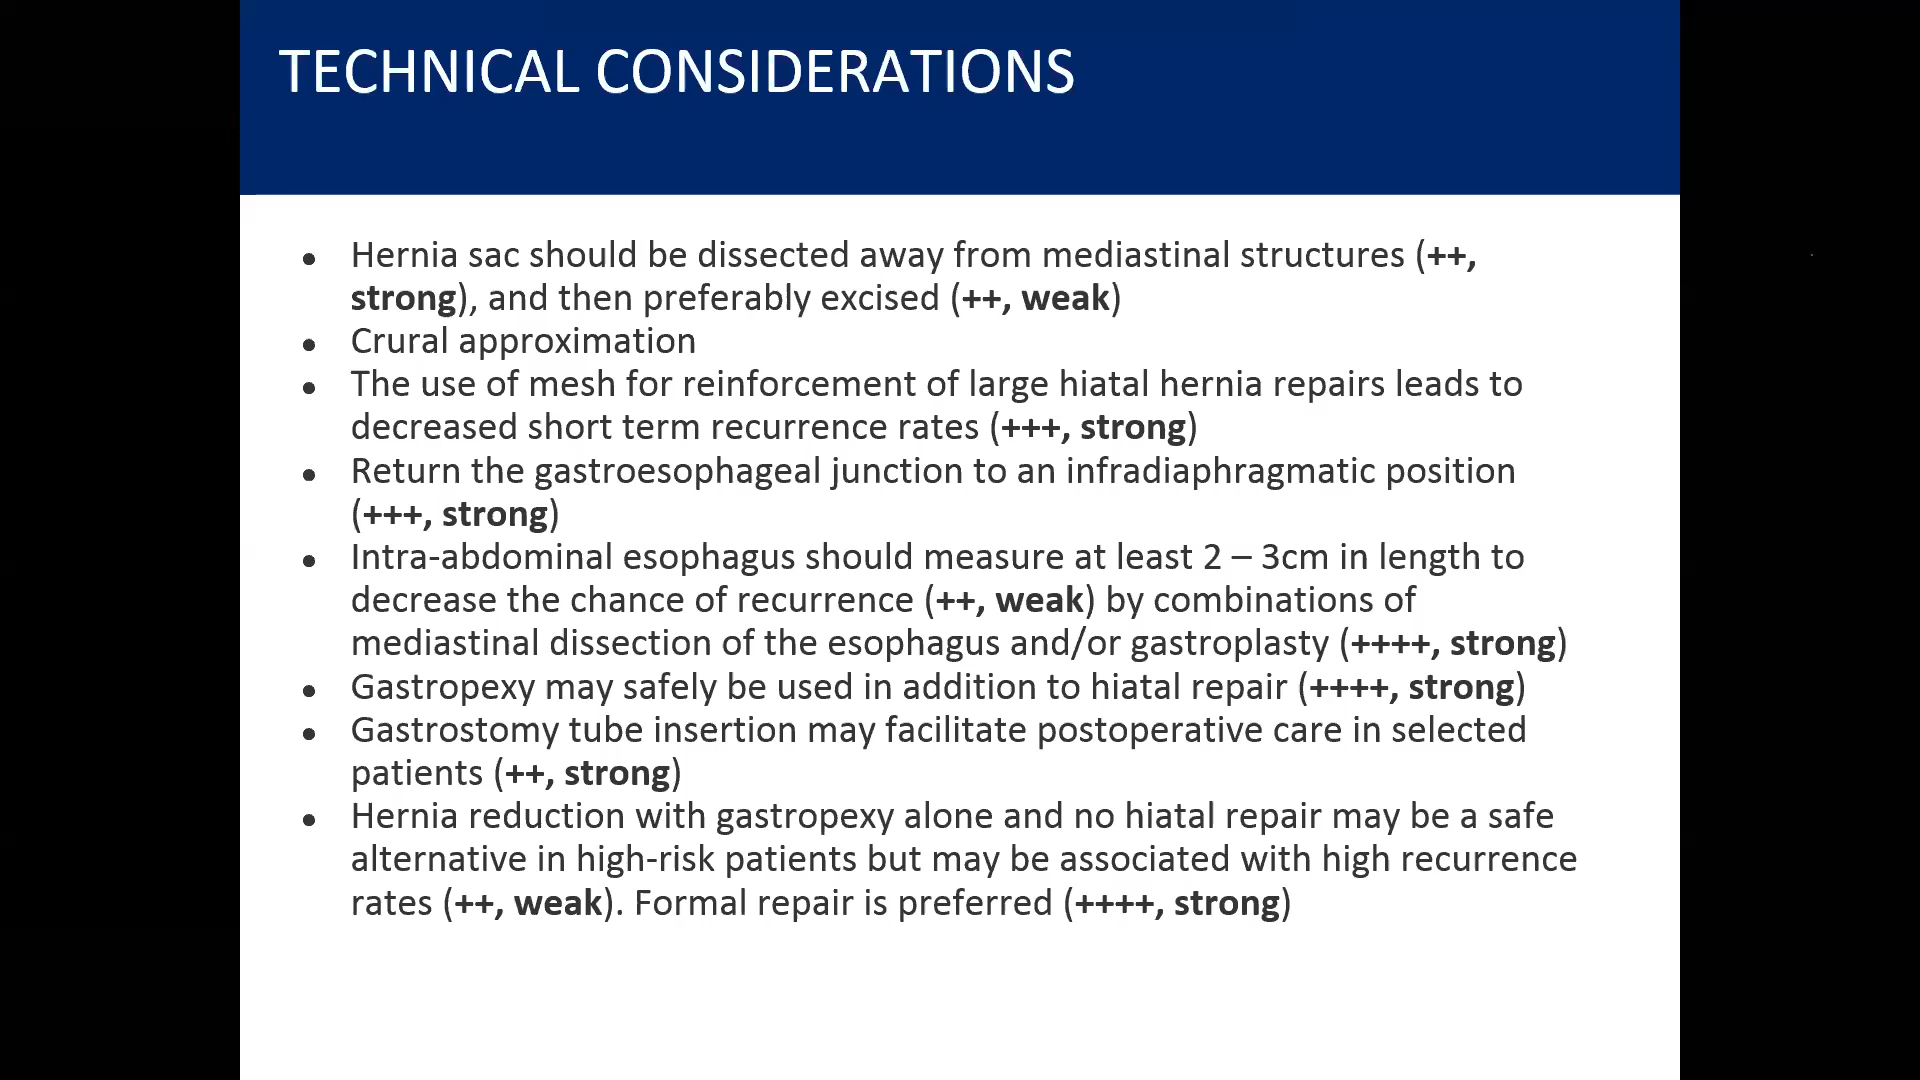 TECHNICAL CONSIDERATIONS
• Hernia sac should be dissected away from mediastinal structures (++,
strong), and then preferably excised (++, weak)
• Crural approximation
• The use of mesh for reinforcement of large hiatal hernia repairs leads to
decreased short term recurrence rates (+++, strong)
• Return the gastroesophageal junction to an infradiaphragmatic position
(+++, strong)
• Intra-abdominal esophagus should measure at least 2 – 3cm in length to
decrease the chance of recurrence (++, weak) by combinations of
mediastinal dissection of the esophagus and/or gastroplasty (++++, strong)
• Gastropexy may safely be used in addition to hiatal repair (++++, strong)
• Gastrostomy tube insertion may facilitate postoperative care in selected
patients (++, strong)
• Hernia reduction with gastropexy alone and no hiatal repair may be a safe
alternative in high-risk patients but may be associated with high recurrence
rates (++, weak). Formal repair is preferred (++++, strong)